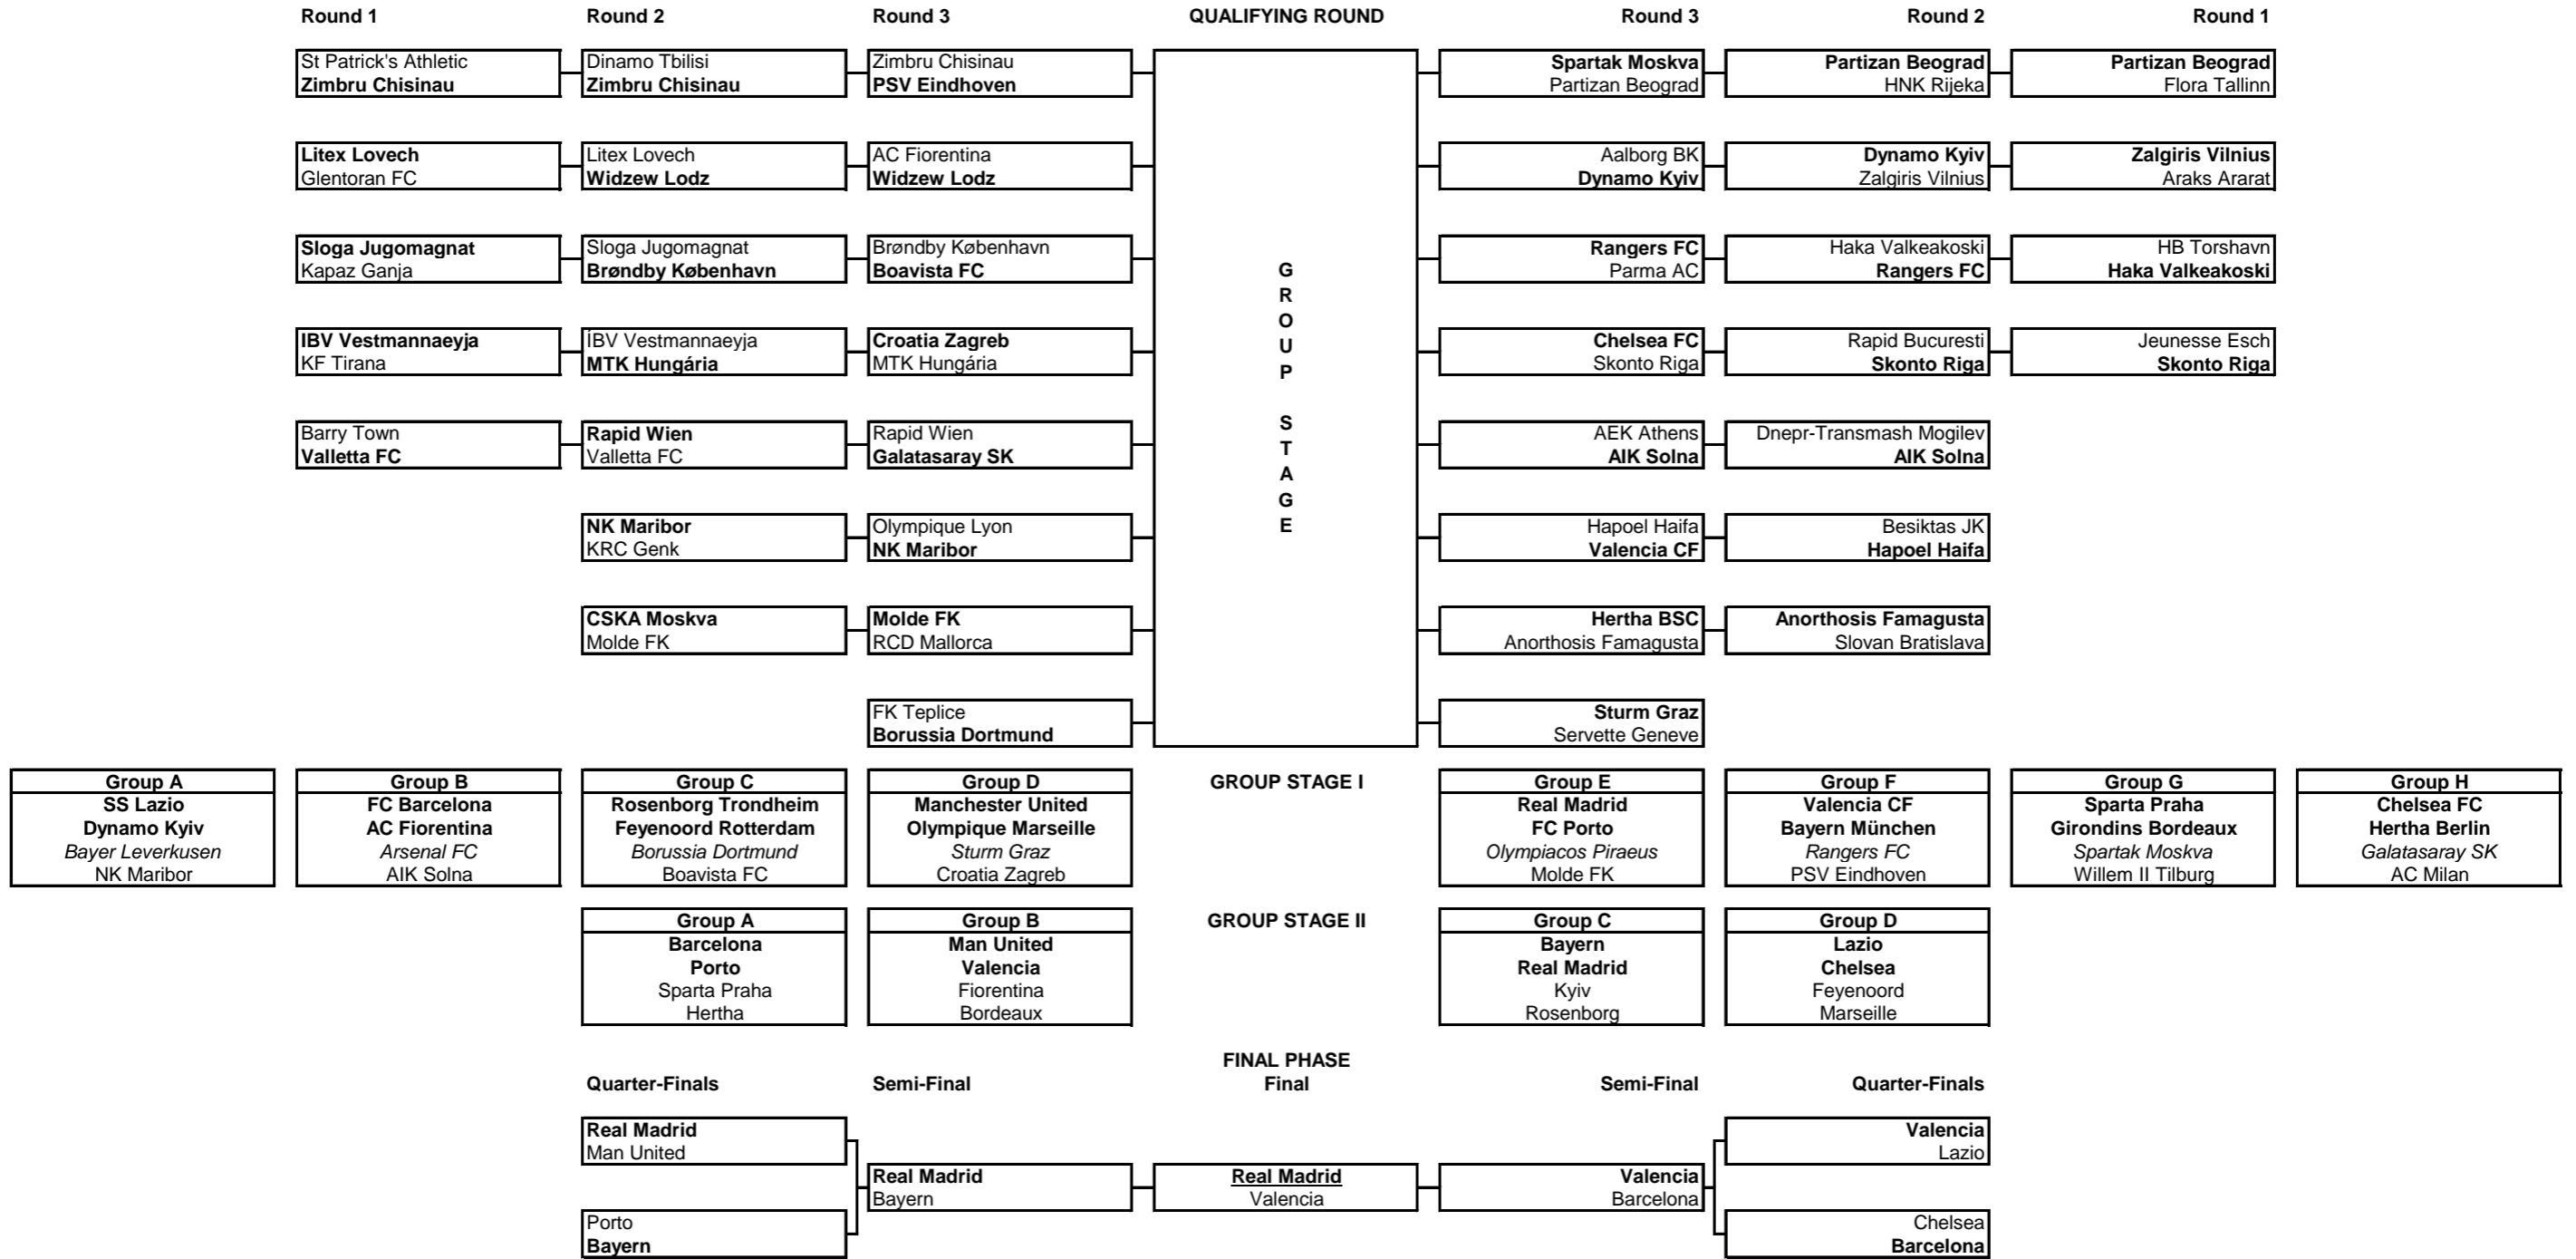 Round 1 Round 2 Round 3 QUALIFYING ROUND Round 3 Round 2 Round 1
St Patrick's Athletic Dinamo Tbilisi Zimbru Chisinau Spartak Moskva Partizan Beograd Partizan Beograd
Zimbru Chisinau Zimbru Chisinau PSV Eindhoven Partizan Beograd HNK Rijeka Flora Tallinn
Litex Lovech Litex Lovech AC Fiorentina Aalborg BK Dynamo Kyiv Zalgiris Vilnius
Glentoran FC Widzew Lodz Widzew Lodz Dynamo Kyiv Zalgiris Vilnius Araks Ararat
Sloga Jugomagnat Sloga Jugomagnat Brøndby København Rangers FC Haka Valkeakoski HB Torshavn
Kapaz Ganja Brøndby København Boavista FC Parma AC Rangers FC Haka Valkeakoski
IBV Vestmannaeyja ÍBV Vestmannaeyja Croatia Zagreb Chelsea FC Rapid Bucuresti Jeunesse Esch
KF Tirana MTK Hungária MTK Hungária Skonto Riga Skonto Riga Skonto Riga
Barry Town Rapid Wien Rapid Wien AEK Athens Dnepr-Transmash Mogilev
Valletta FC Valletta FC Galatasaray SK AIK Solna AIK Solna
NK Maribor Olympique Lyon Hapoel Haifa Besiktas JK
KRC Genk NK Maribor Valencia CF Hapoel Haifa
CSKA Moskva Molde FK Hertha BSC Anorthosis Famagusta
Molde FK RCD Mallorca Anorthosis Famagusta Slovan Bratislava
FK Teplice Sturm Graz
Borussia Dortmund Servette Geneve
G
R
O
U
P
S
T
A
G
E
Group A Group B Group C Group D GROUP STAGE I Group E Group F Group G Group H
SS Lazio FC Barcelona Rosenborg Trondheim Manchester United Real Madrid Valencia CF Sparta Praha Chelsea FC
Dynamo Kyiv AC Fiorentina Feyenoord Rotterdam Olympique Marseille FC Porto Bayern München Girondins Bordeaux Hertha Berlin
Bayer Leverkusen Arsenal FC Borussia Dortmund Sturm Graz Olympiacos Piraeus Rangers FC Spartak Moskva Galatasaray SK
NK Maribor AIK Solna Boavista FC Croatia Zagreb Molde FK PSV Eindhoven Willem II Tilburg AC Milan
Group A Group B GROUP STAGE II Group C Group D
Barcelona Man United Bayern Lazio
Porto Valencia Real Madrid Chelsea
Sparta Praha Fiorentina Kyiv Feyenoord
Hertha Bordeaux Rosenborg Marseille
FINAL PHASE
Quarter-Finals Semi-Final Final Semi-Final Quarter-Finals
Real Madrid Valencia
Man United Lazio
Real Madrid Real Madrid Valencia
Bayern Valencia Barcelona
Porto Chelsea
Bayern Barcelona